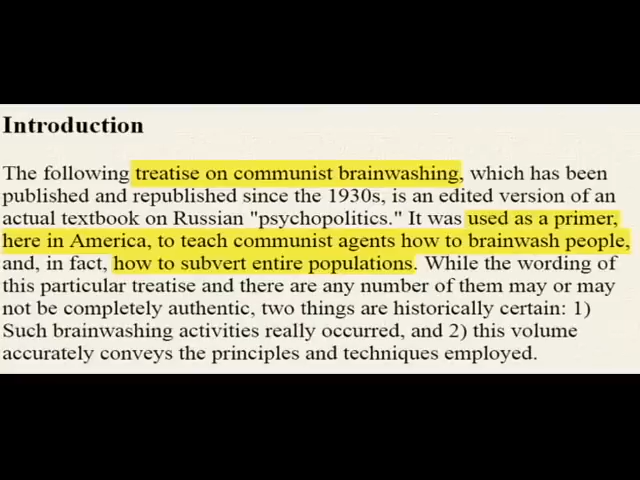 Introduction
The following treatise on communist brainwashing, which has been
published and republished since the 1930s, is an edited version of an
actual textbook on Russian "psychopolitics." It was used as a primer,
here in America, to teach communist agents how to brainwash people,
and, in fact, how to subvert entire populations. While the wording of
this particular treatise and there are any number of them may or may
not be completely authentic, two things are historically certain: 1)
Such brainwashing activities really occurred, and 2) this volume
accurately conveys the principles and techniques employed.